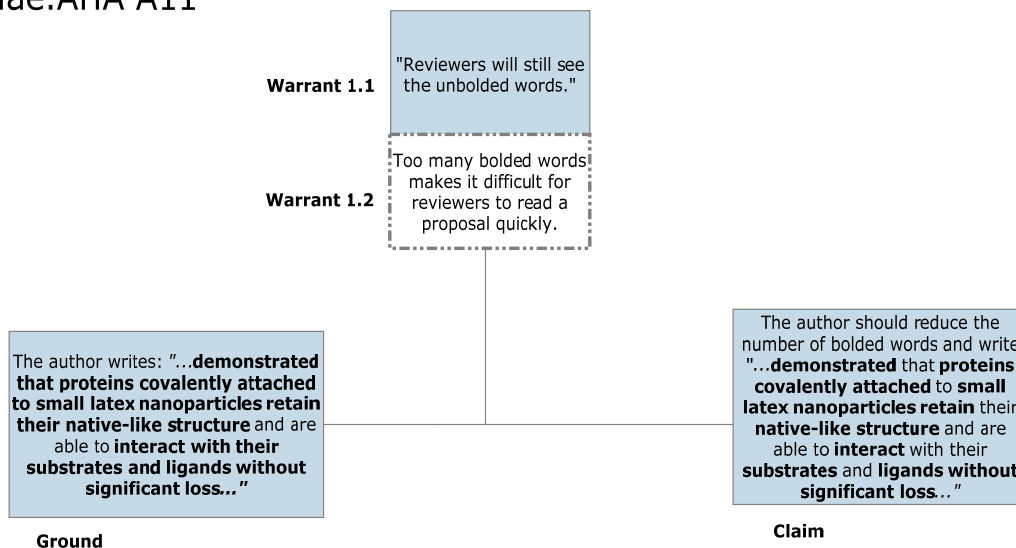 "Reviewers will still see
the unbolded words."
Warrant 1.1
Too many bolded words
makes it difficult for
reviewers to read a
proposal quickly.
Warrant 1.2
The author writes: "…demonstrated
that proteins covalently attached
to small latex nanoparticles retain
their native-like structure and are
able to interact with their
substrates and ligands without
significant loss…"
Ground
The author should reduce the
number of bolded words and write
"…demonstrated that proteins
covalently attached to small
latex nanoparticles retain their
native-like structure and are
able to interact with their
substrates and ligands without
significant loss…"
Claim